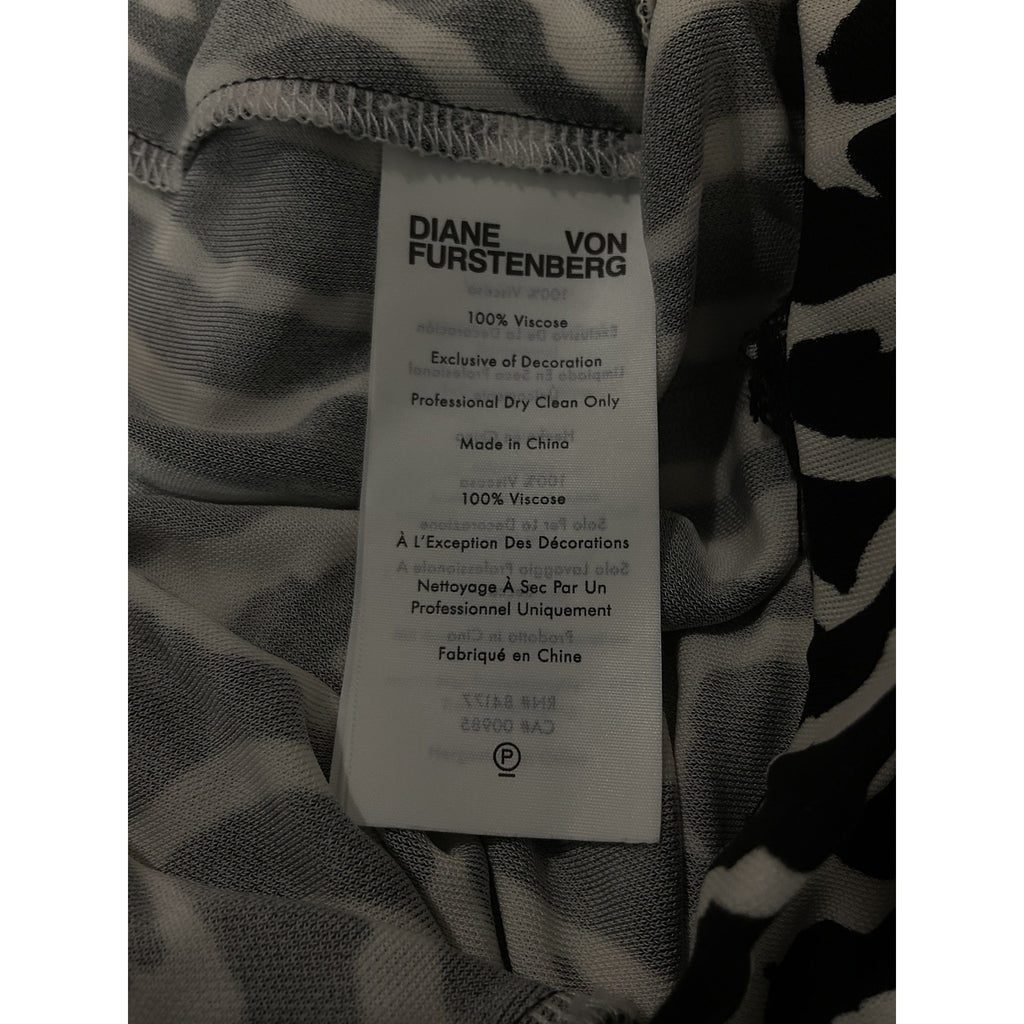 DIANE VON
FURSTENBERG
100% Viscose
Exclusive of Decoration
Professional Dry Clean Only
Made in China
100% Viscose
À L'Exception Des Décorations
Nettoyage À Sec Par Un
Professionnel Uniquement
Fabriqué en Chine
P